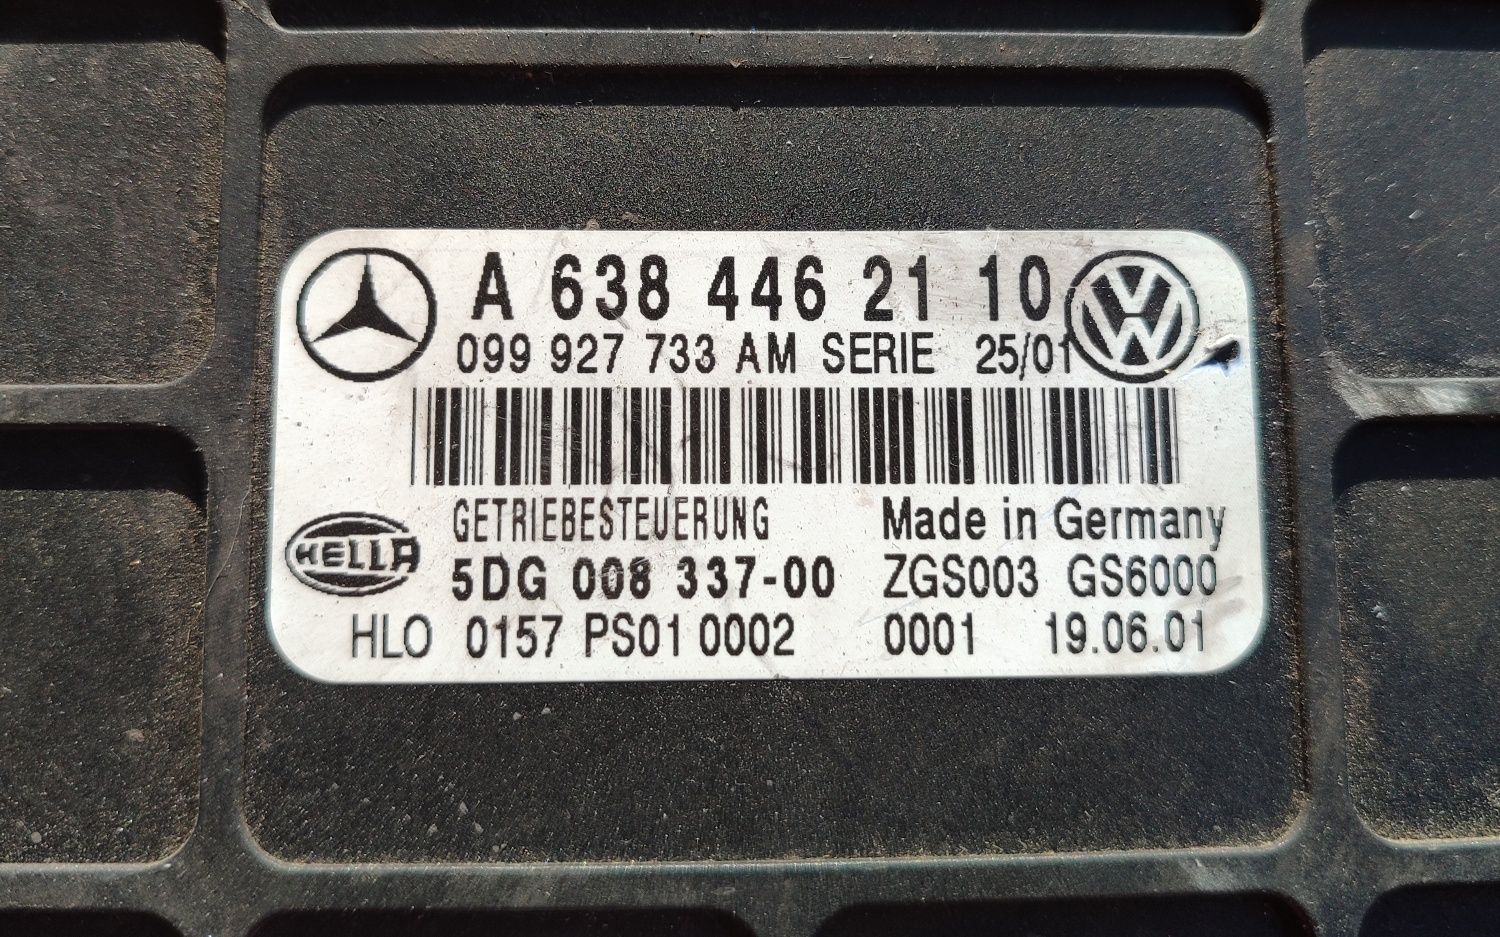 A 638 446 21 10
099 927 733 AM SERIE 25/01
HELLA
GETRIEBESTEUERUNG Made in Germany
5DG 008 337-00 ZGS003 GS6000
HLO 0157 PS01 0002 0001 19.06.01